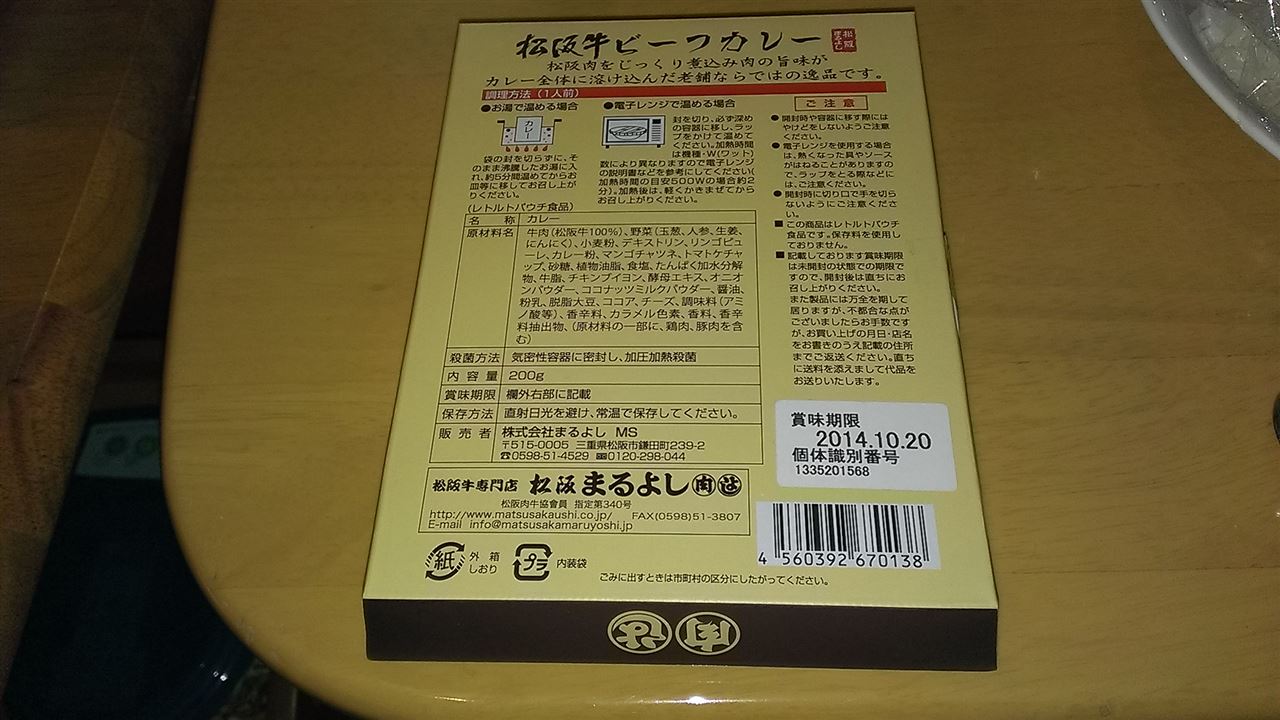 松阪牛ビーフカレー
松阪まるよし
松阪肉をじっくり煮込み肉の旨味が
カレー全体に溶け込んだ老舗ならではの逸品です。
調理方法(1人前)
●お湯で温める場合
カレー
袋の封を切らずに、そ
のまま沸騰したお湯に入
れ、約5分間温めてからお
皿等に移してお召し上が
りください。
●電子レンジで温める場合
封を切り、必ず深め
の容器に移し、ラッ
プをかけて温めて
ください。加熱時間
は機種・W(ワット)
数により異なりますので電子レンジ
の説明書などを参考にしてください(
加熱時間の目安500Wの場合約2
分)。加熱後は、軽くかきまぜてから
お召し上がりください。
ご注意
●開封時や容器に移す際には
やけどをしないようご注意
ください。
●電子レンジを使用する場合
は、熱くなった具やソース
がはねることがありますの
で、ラップをとる際などに
は、ご注意ください。
●開封時に切り口で手を切ら
ないようにご注意くださ
い。
■この商品はレトルトパウチ
食品です。保存料を使用し
ておりません。
■記載しております賞味期限
は未開封の状態での期限で
すので、開封後は直ちにお
召し上がりください。
また製品には万全を期して
居りますが、不都合な点が
ございましたらお手数です
が、お買い上げの月日・店名
をお書きのうえ記載の住所
までご返送ください。直ち
に送料を添えまして代品を
お送りいたします。
(レトルトパウチ食品)
名 称 カレー
原材料名 牛肉(松阪牛100%)、野菜(玉葱、人参、生姜、
にんにく)、小麦粉、デキストリン、リンゴピュ
ーレ、カレー粉、マンゴチャツネ、トマトケチャ
ップ、砂糖、植物油脂、食塩、たんぱく加水分解
物、牛脂、チキンブイヨン、酵母エキス、オニオ
ンパウダー、ココナッツミルクパウダー、醤油、
粉乳、脱脂大豆、ココア、チーズ、調味料(アミ
ノ酸等)、香辛料、カラメル色素、香料、香辛
料抽出物、(原材料の一部に、鶏肉、豚肉を含
む)
殺菌方法 気密性容器に密封し、加圧加熱殺菌
内容量 200g
賞味期限 欄外右部に記載
保存方法 直射日光を避け、常温で保存してください。
販売者 株式会社まるよし MS
〒515-0005 三重県松阪市鎌田町239-2
☎0598-51-4529 0120-298-044
賞味期限
2014.10.20
個体識別番号
1335201568
松阪牛専門店 松阪まるよし 肉
松阪肉牛協會員 指定第340号
http://www.matsusakaushi.co.jp/ FAX(0598)51-3807
E-mail info@matsusakamaruyoshi.jp
4 560392 670138
紙 外箱 しおり
プラ 内装袋
ごみに出すときは市町村の区分にしたがってください。